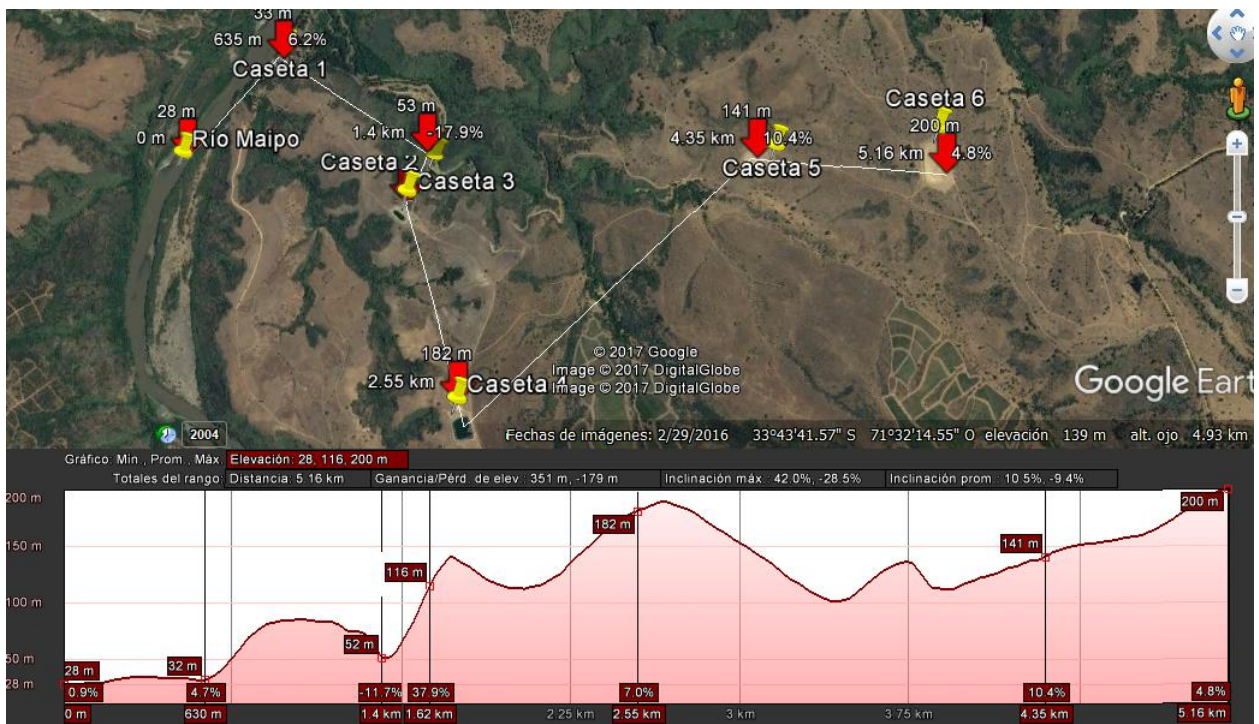 33 m
635 m 6.2%
Caseta 1
28 m
0 m
Río Maipo
53 m
1.4 km -17.9%
Caseta 2
Caseta 3
141 m
4.35 km 10.4%
Caseta 5
Caseta 6
200 m
5.16 km 4.8%
182 m
2.55 km
Caseta 4
© 2017 Google
Image © 2017 DigitalGlobe
Image © 2017 DigitalGlobe
Google Eart
2004
Fechas de imágenes: 2/29/2016 33°43'41.57" S 71°32'14.55" O elevación 139 m alt. ojo 4.93 km
Gráfico: Min., Prom., Máx. Elevación: 28, 116, 200 m
Totales del rango: Distancia: 5.16 km Ganancia/Pérd. de elev.: 351 m, -179 m Inclinación máx.: 42.0%, -28.5% Inclinación prom.: 10.5%, -9.4%
200 m
150 m
100 m
50 m
28 m
28 m
32 m
52 m
116 m
182 m
141 m
200 m
0.9% 4.7% -11.7% 37.9% 7.0% 10.4% 4.8%
0 m 630 m 1.4 km 1.62 km 2.25 km 2.55 km 3 km 3.75 km 4.35 km 5.16 km